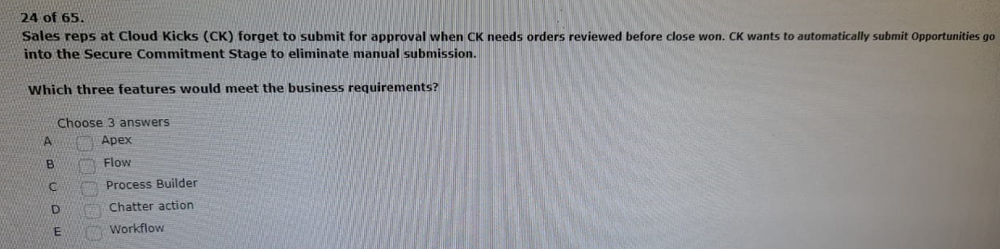 24 of 65.
Sales reps at Cloud Kicks (CK) forget to submit for approval when CK needs orders reviewed before close won. CK wants to automatically submit Opportunities go
into the Secure Commitment Stage to eliminate manual submission.
Which three features would meet the business requirements?
Choose 3 answers
A Apex
B Flow
C Process Builder
D Chatter action
E Workflow